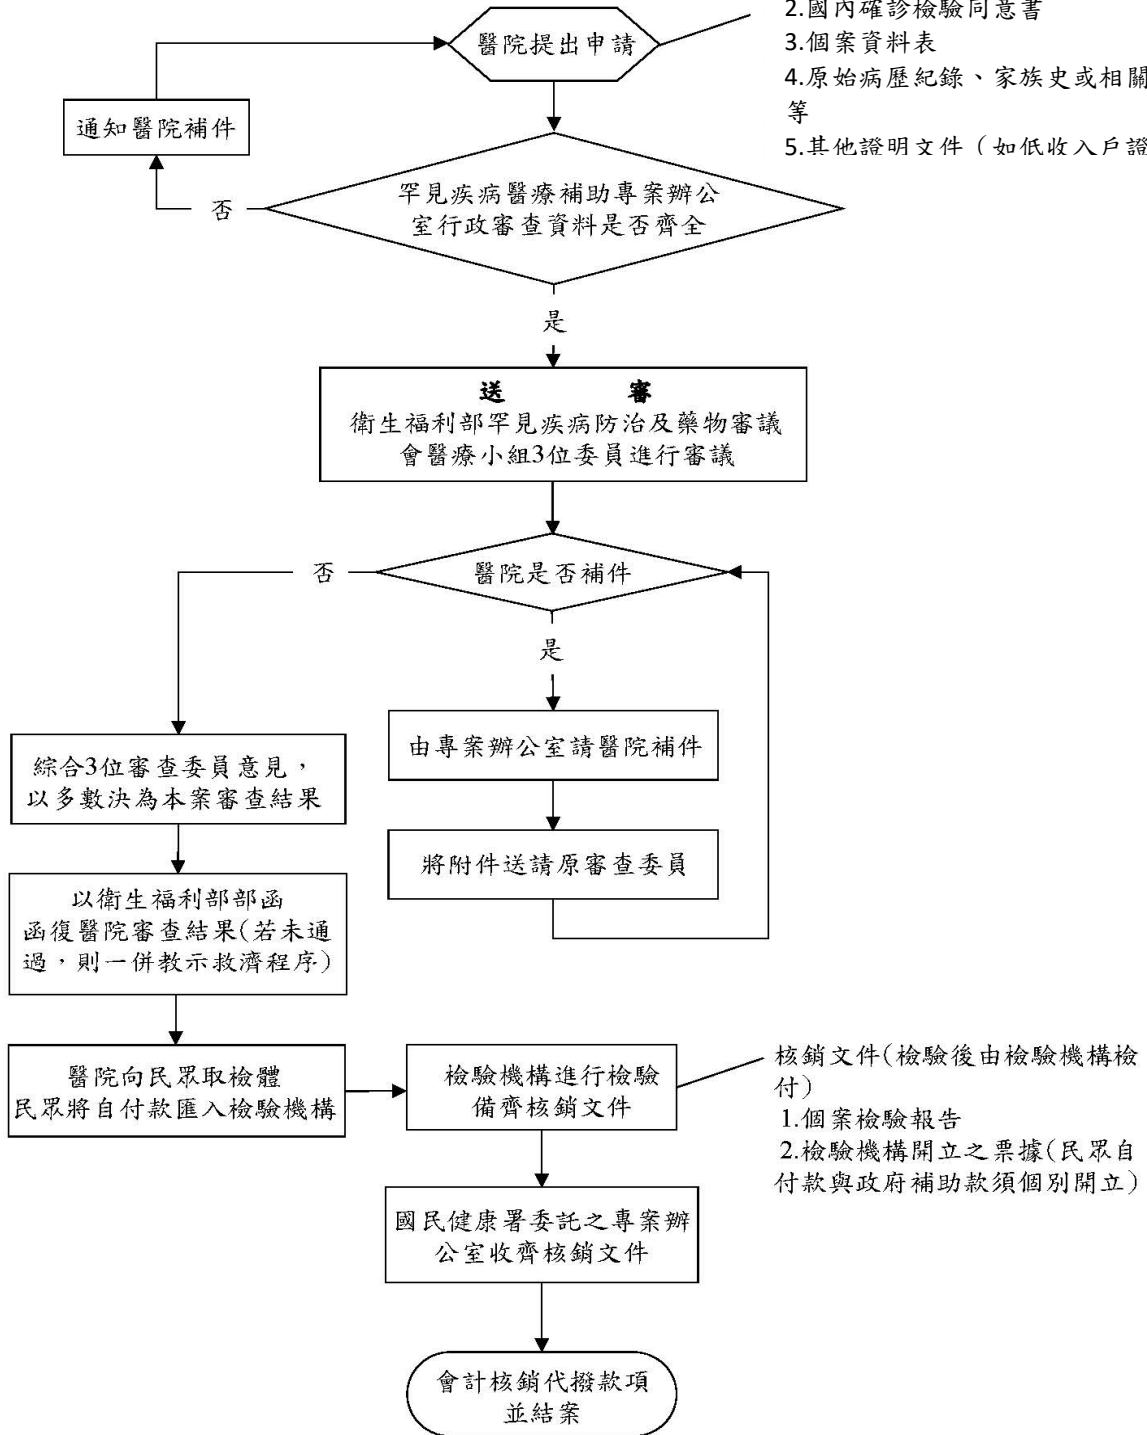 2.國內確診檢驗同意書
醫院提出申請
3.個案資料表
4.原始病歷紀錄、家族史或相關
等
5.其他證明文件（如低收入戶證
通知醫院補件
罕見疾病醫療補助專案辦公
室行政審查資料是否齊全
否
是
送 審
衛生福利部罕見疾病防治及藥物審議
會醫療小組3位委員進行審議
否
醫院是否補件
是
由專案辦公室請醫院補件
將附件送請原審查委員
綜合3位審查委員意見，
以多數決為本案審查結果
以衛生福利部部函
函復醫院審查結果(若未通
過，則一併教示救濟程序)
醫院向民眾取檢體
民眾將自付款匯入檢驗機構
檢驗機構進行檢驗
備齊核銷文件
核銷文件(檢驗後由檢驗機構檢
付)
1.個案檢驗報告
2.檢驗機構開立之票據(民眾自
付款與政府補助款須個別開立)
國民健康署委託之專案辦
公室收齊核銷文件
會計核銷代撥款項
並結案